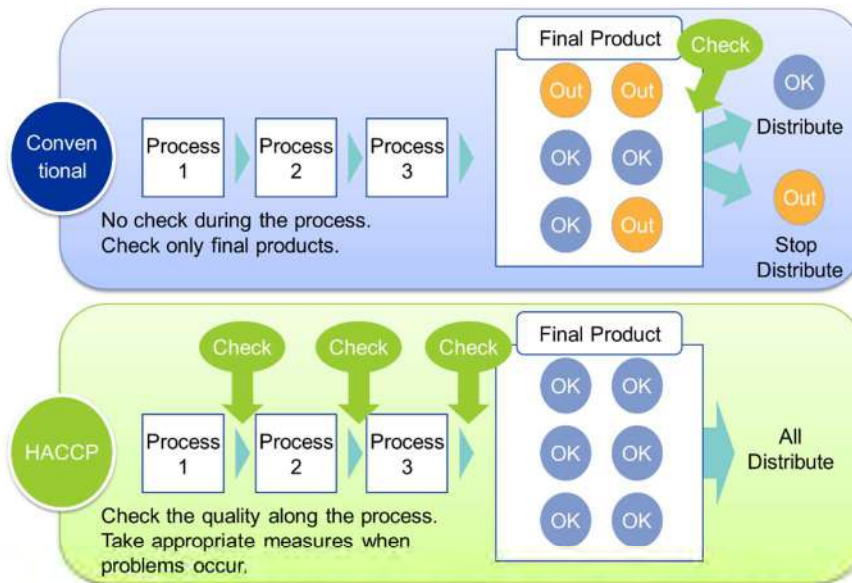 Final Product
Check
Out Out
OK
Distribute
Conven
tional
Process
1
Process
2
Process
3
OK OK
OK Out
Out
Stop
Distribute
No check during the process.
Check only final products.
Check
Check
Check
Final Product
OK OK
HACCP
Process
1
Process
2
Process
3
OK OK
All
Distribute
OK OK
Check the quality along the process.
Take appropriate measures when
problems occur.